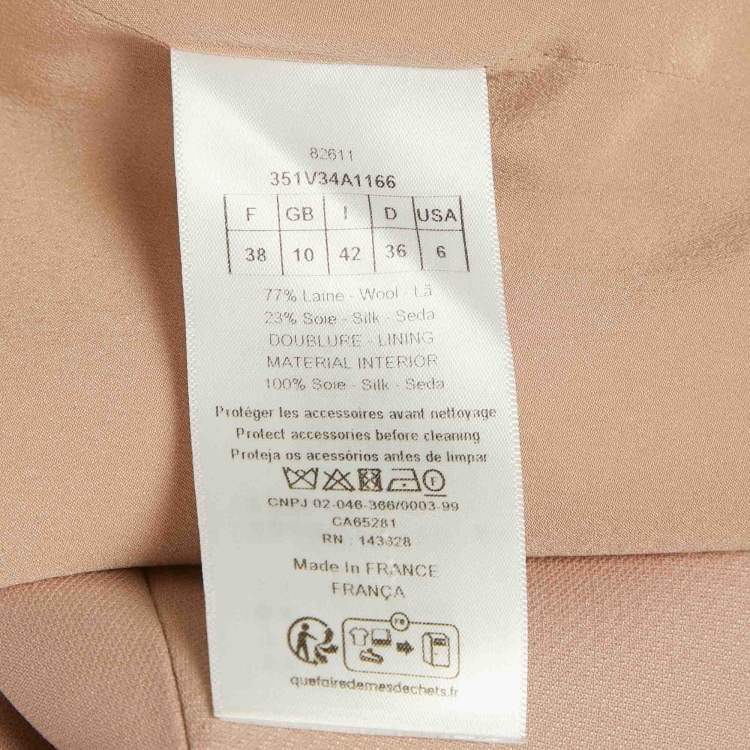 82611
351V34A1166
F GB I D USA
38 10 42 36 6
77% Laine - Wool - Lã
23% Soie - Silk - Seda
DOUBLURE - LINING
MATERIAL INTERIOR
100% Soie - Silk - Seda
Protéger les accessoires avant nettoyage
Protect accessories before cleaning
Proteja os acessórios antes de limpar
CNPJ 02-046-366/0003-99
CA65281
RN : 143328
Made In FRANCE
FRANÇA
FR
quefairedemesdechets.fr